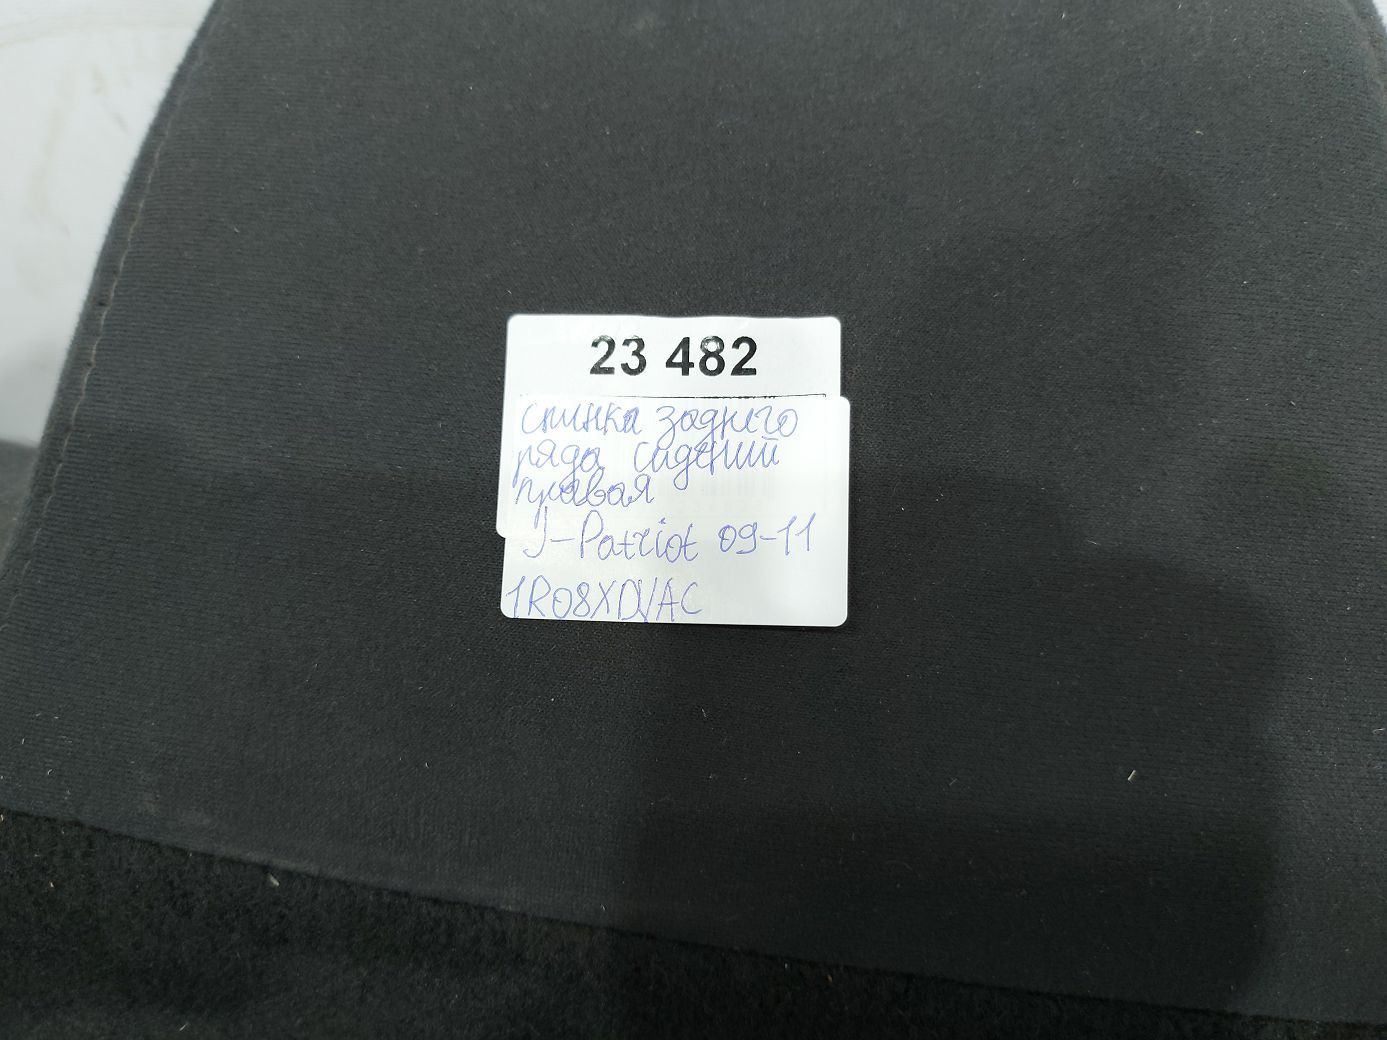 23 482
спинка заднего
ряда сидений
правая
J-Patriot 09-11
1R08XDVAC